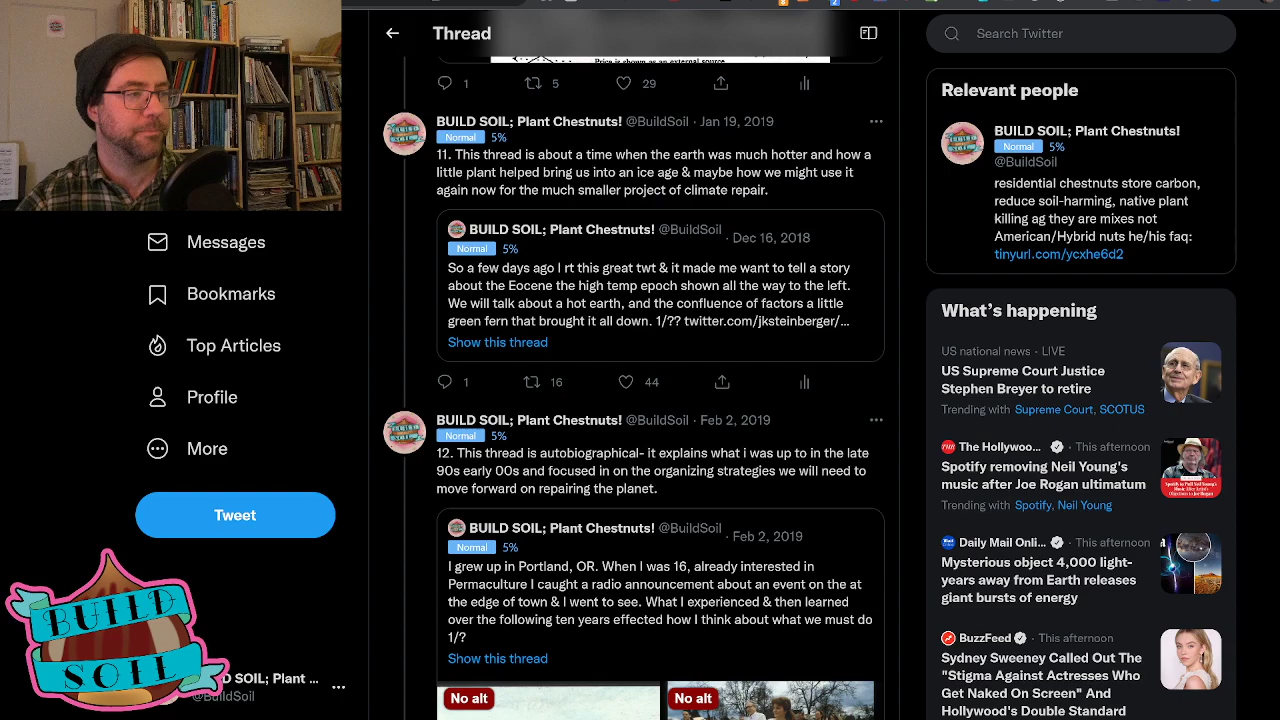 Thread
Search Twitter
Price is shown as an external source
1
5
29
BUILD SOIL; Plant Chestnuts! @BuildSoil · Jan 19, 2019
Normal 5%
11. This thread is about a time when the earth was much hotter and how a
little plant helped bring us into an ice age & maybe how we might use it
again now for the much smaller project of climate repair.
BUILD SOIL; Plant Chestnuts! @BuildSoil · Dec 16, 2018
Normal 5%
So a few days ago I rt this great twt & it made me want to tell a story
about the Eocene the high temp epoch shown all the way to the left.
We will talk about a hot earth, and the confluence of factors a little
green fern that brought it all down. 1/?? twitter.com/jksteinberger/...
Show this thread
1
16
44
BUILD SOIL; Plant Chestnuts! @BuildSoil · Feb 2, 2019
Normal 5%
12. This thread is autobiographical- it explains what i was up to in the late
90s early 00s and focused in on the organizing strategies we will need to
move forward on repairing the planet.
BUILD SOIL; Plant Chestnuts! @BuildSoil · Feb 2, 2019
Normal 5%
I grew up in Portland, OR. When I was 16, already interested in
Permaculture I caught a radio announcement about an event on the at
the edge of town & I went to see. What I experienced & then learned
over the following ten years effected how I think about what we must do
1/?
Show this thread
No alt
No alt
Messages
Bookmarks
Top Articles
Profile
More
Tweet
BUILD
SOIL
D SOIL; Plant ...
@BuildSoil
Relevant people
BUILD SOIL; Plant Chestnuts!
Normal 5%
@BuildSoil
residential chestnuts store carbon,
reduce soil-harming, native plant
killing ag they are mixes not
American/Hybrid nuts he/his faq:
tinyurl.com/ycxhe6d2
What's happening
US national news · LIVE
US Supreme Court Justice
Stephen Breyer to retire
Trending with Supreme Court, SCOTUS
The Hollywoo... · This afternoon
Spotify removing Neil Young's
music after Joe Rogan ultimatum
Trending with Spotify, Neil Young
Daily Mail Onli... · This afternoon
Mysterious object 4,000 light-
years away from Earth releases
giant bursts of energy
BuzzFeed · This afternoon
Sydney Sweeney Called Out The
"Stigma Against Actresses Who
Get Naked On Screen" And
Hollywood's Double Standard